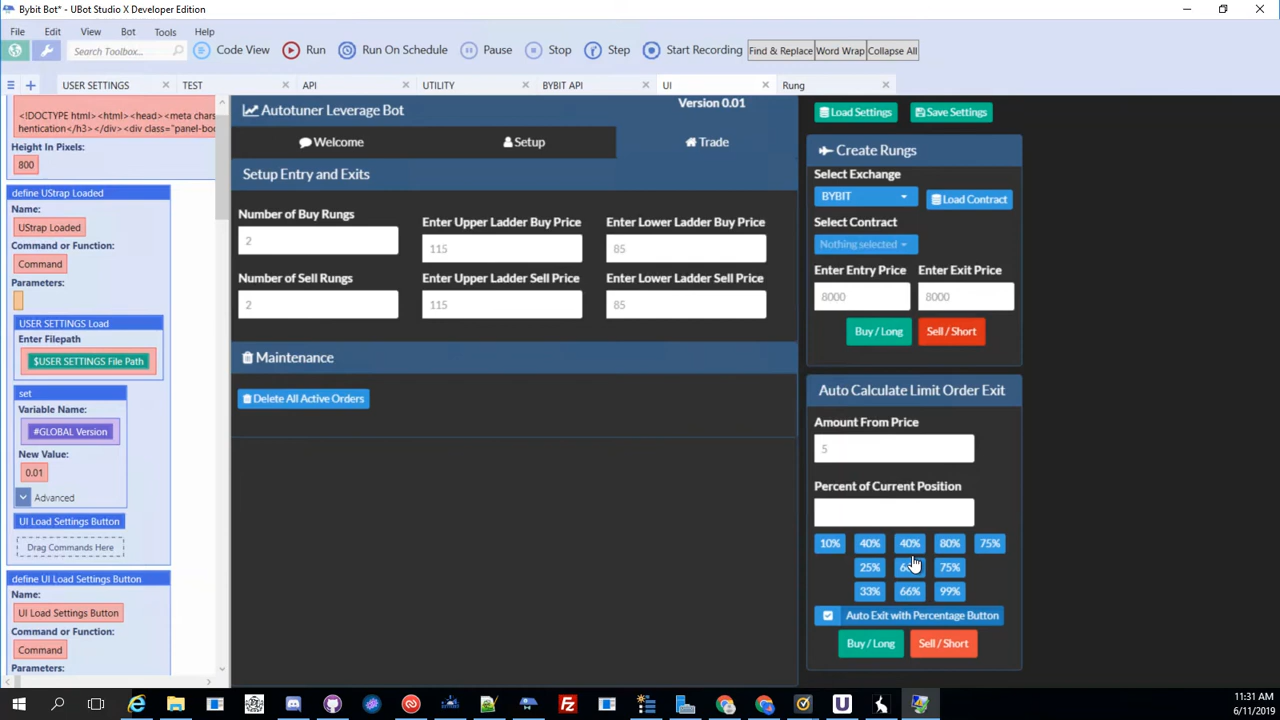 Bybit Bot* - UBot Studio X Developer Edition
File Edit View Bot Tools Help
Search Toolbox
Code View Run Run On Schedule Pause Stop Step Start Recording Find & Replace Word Wrap Collapse All
USER SETTINGS TEST API UTILITY BYBIT API UI Rung
<!DOCTYPE html><html><head><meta chars
hentication</h3></div><div class="panel-boc
Height In Pixels:
800
define UStrap Loaded
Name:
UStrap Loaded
Command or Function:
Command
Parameters:
USER SETTINGS Load
Enter Filepath
$USER SETTINGS File Path
set
Variable Name:
#GLOBAL Version
New Value:
0.01
Advanced
UI Load Settings Button
Drag Commands Here
define UI Load Settings Button
Name:
UI Load Settings Button
Command or Function:
Command
Parameters:
Autotuner Leverage Bot
Version 0.01
Welcome Setup Trade
Setup Entry and Exits
Number of Buy Rungs Enter Upper Ladder Buy Price Enter Lower Ladder Buy Price
2 115 85
Number of Sell Rungs Enter Upper Ladder Sell Price Enter Lower Ladder Sell Price
2 115 85
Maintenance
Delete All Active Orders
Load Settings Save Settings
Create Rungs
Select Exchange
BYBIT Load Contract
Select Contract
Nothing selected
Enter Entry Price Enter Exit Price
8000 8000
Buy / Long Sell / Short
Auto Calculate Limit Order Exit
Amount From Price
5
Percent of Current Position
10% 40% 40% 80% 75%
25% 75%
33% 66% 99%
Auto Exit with Percentage Button
Buy / Long Sell / Short
11:31 AM
6/11/2019